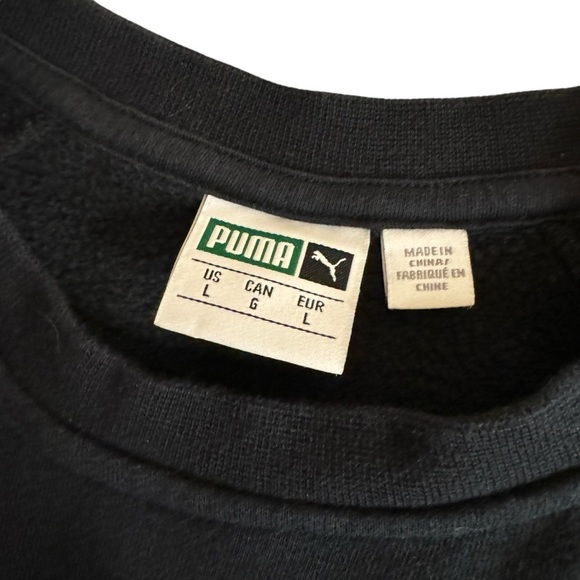 PUMA
US CAN EUR
L G L
MADE IN
CHINA/
FABRIQUÉ EN
CHINE